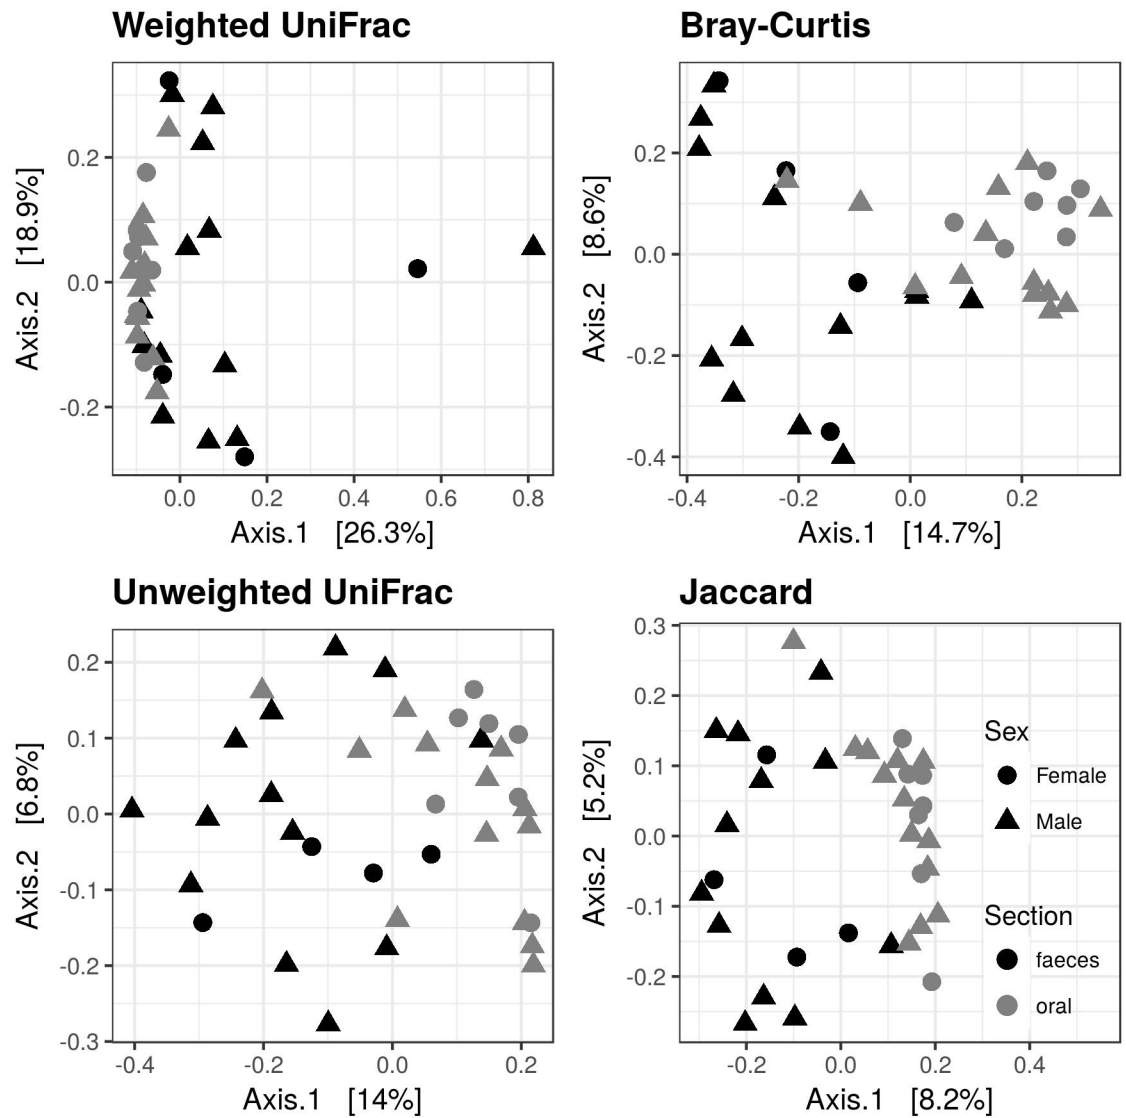 Weighted UniFrac
Axis.2 [18.9%]
0.2
0.0
-0.2
0.0 0.2 0.4 0.6 0.8
Axis.1 [26.3%]
Bray-Curtis
Axis.2 [8.6%]
0.2
0.0
-0.2
-0.4
-0.4 -0.2 0.0 0.2
Axis.1 [14.7%]
Unweighted UniFrac
Axis.2 [6.8%]
0.2
0.1
0.0
-0.1
-0.2
-0.3
-0.4 -0.2 0.0 0.2
Axis.1 [14%]
Jaccard
Axis.2 [5.2%]
0.3
0.2
0.1
0.0
-0.1
-0.2
-0.2 0.0 0.2 0.4
Axis.1 [8.2%]
Sex
Female
Male
Section
faeces
oral